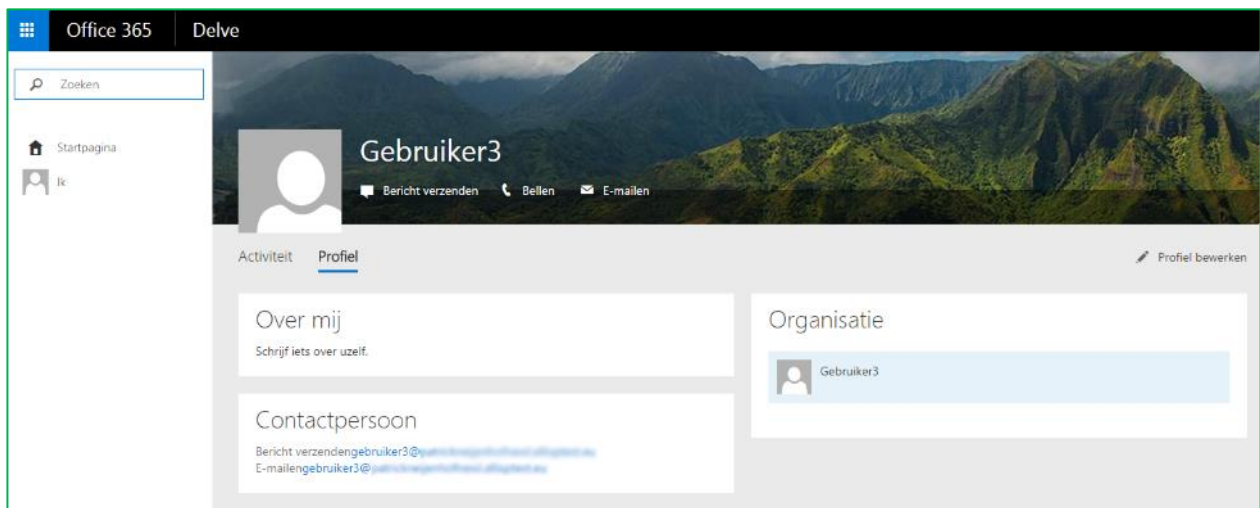 Office 365 Delve
Zoeken
Startpagina
Ik
Gebruiker3
Bericht verzenden Bellen E-mailen
Activiteit Profiel Profiel bewerken
Over mij
Schrijf iets over uzelf.
Contactpersoon
Bericht verzendengebruiker3@
E-mailengebruiker3@
Organisatie
Gebruiker3